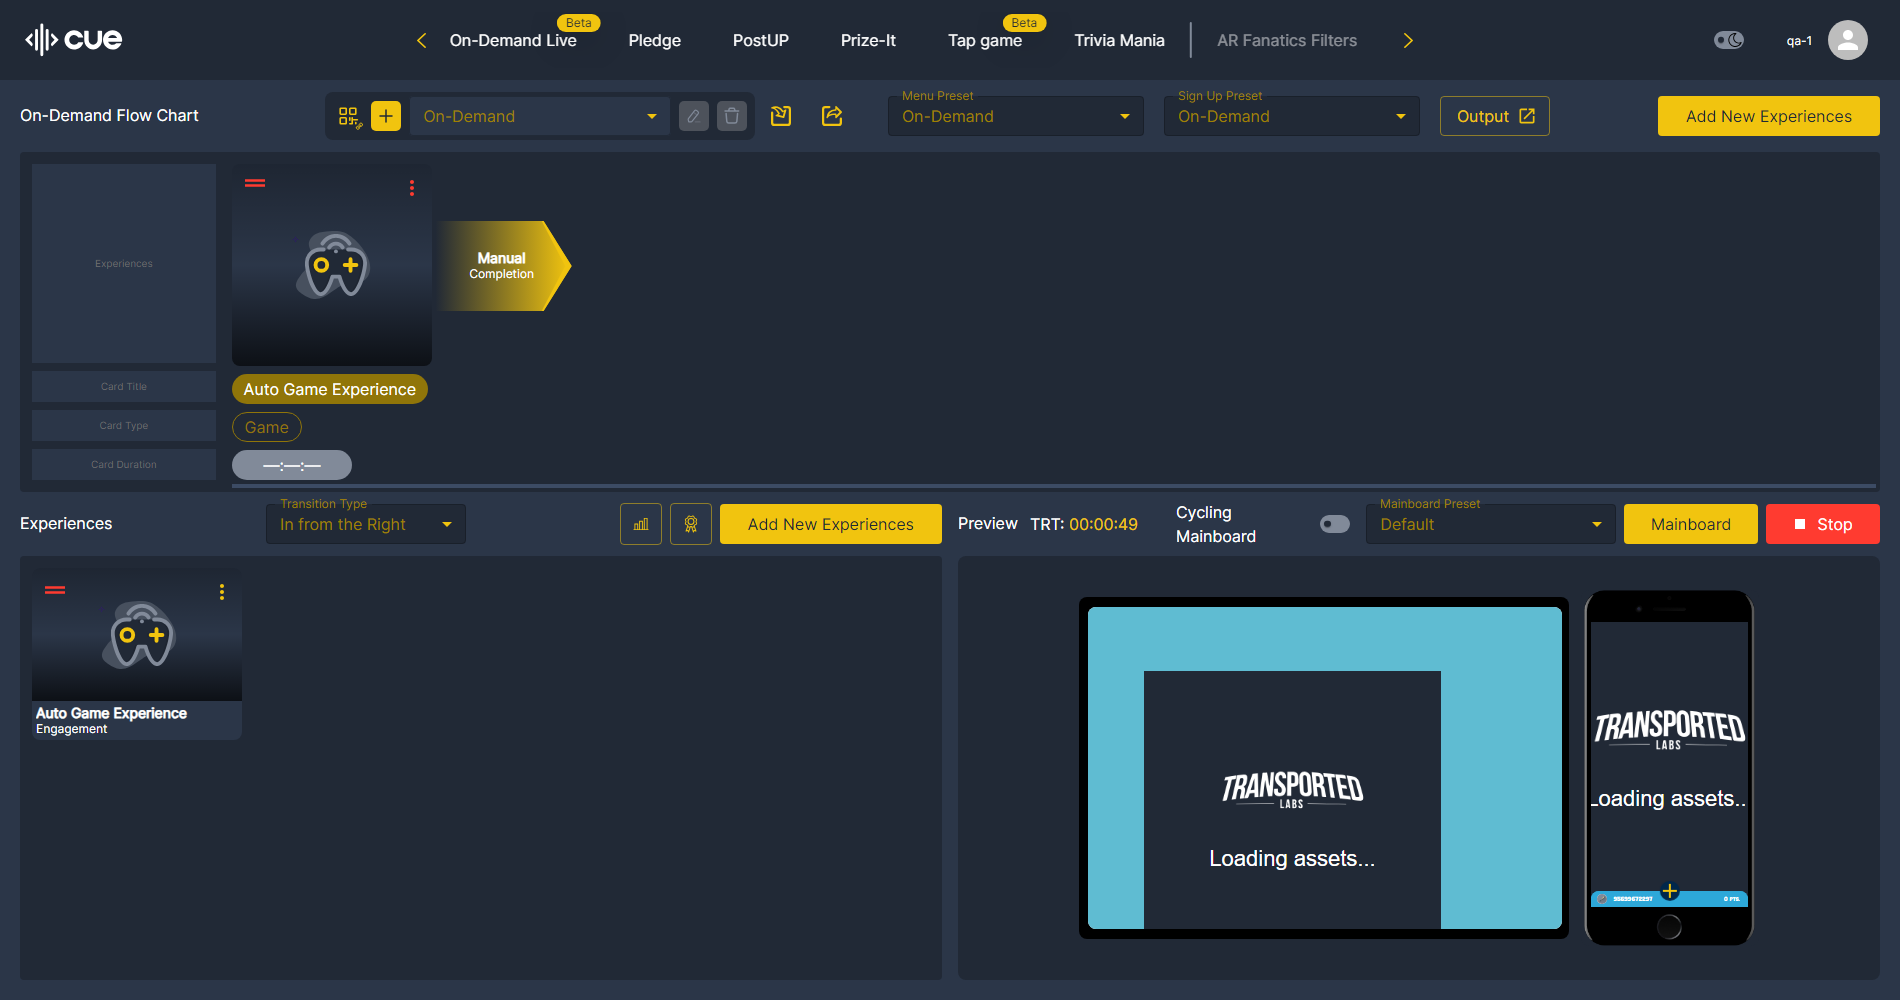 cue
On-Demand Live
Beta
Pledge
PostUP
Prize-It
Tap game
Beta
Trivia Mania
AR Fanatics Filters
qa-1
On-Demand Flow Chart
On-Demand
Menu Preset
On-Demand
Sign Up Preset
On-Demand
Output
Add New Experiences
Experiences
Manual
Completion
Card Title
Auto Game Experience
Card Type
Game
Card Duration
—:—:—
Experiences
Transition Type
In from the Right
Add New Experiences
Preview
TRT: 00:00:49
Cycling
Mainboard
Mainboard Preset
Default
Mainboard
Stop
Auto Game Experience
Engagement
TRANSPORTED
LABS
Loading assets...
TRANSPORTED
LABS
Loading assets..
0 PTS.